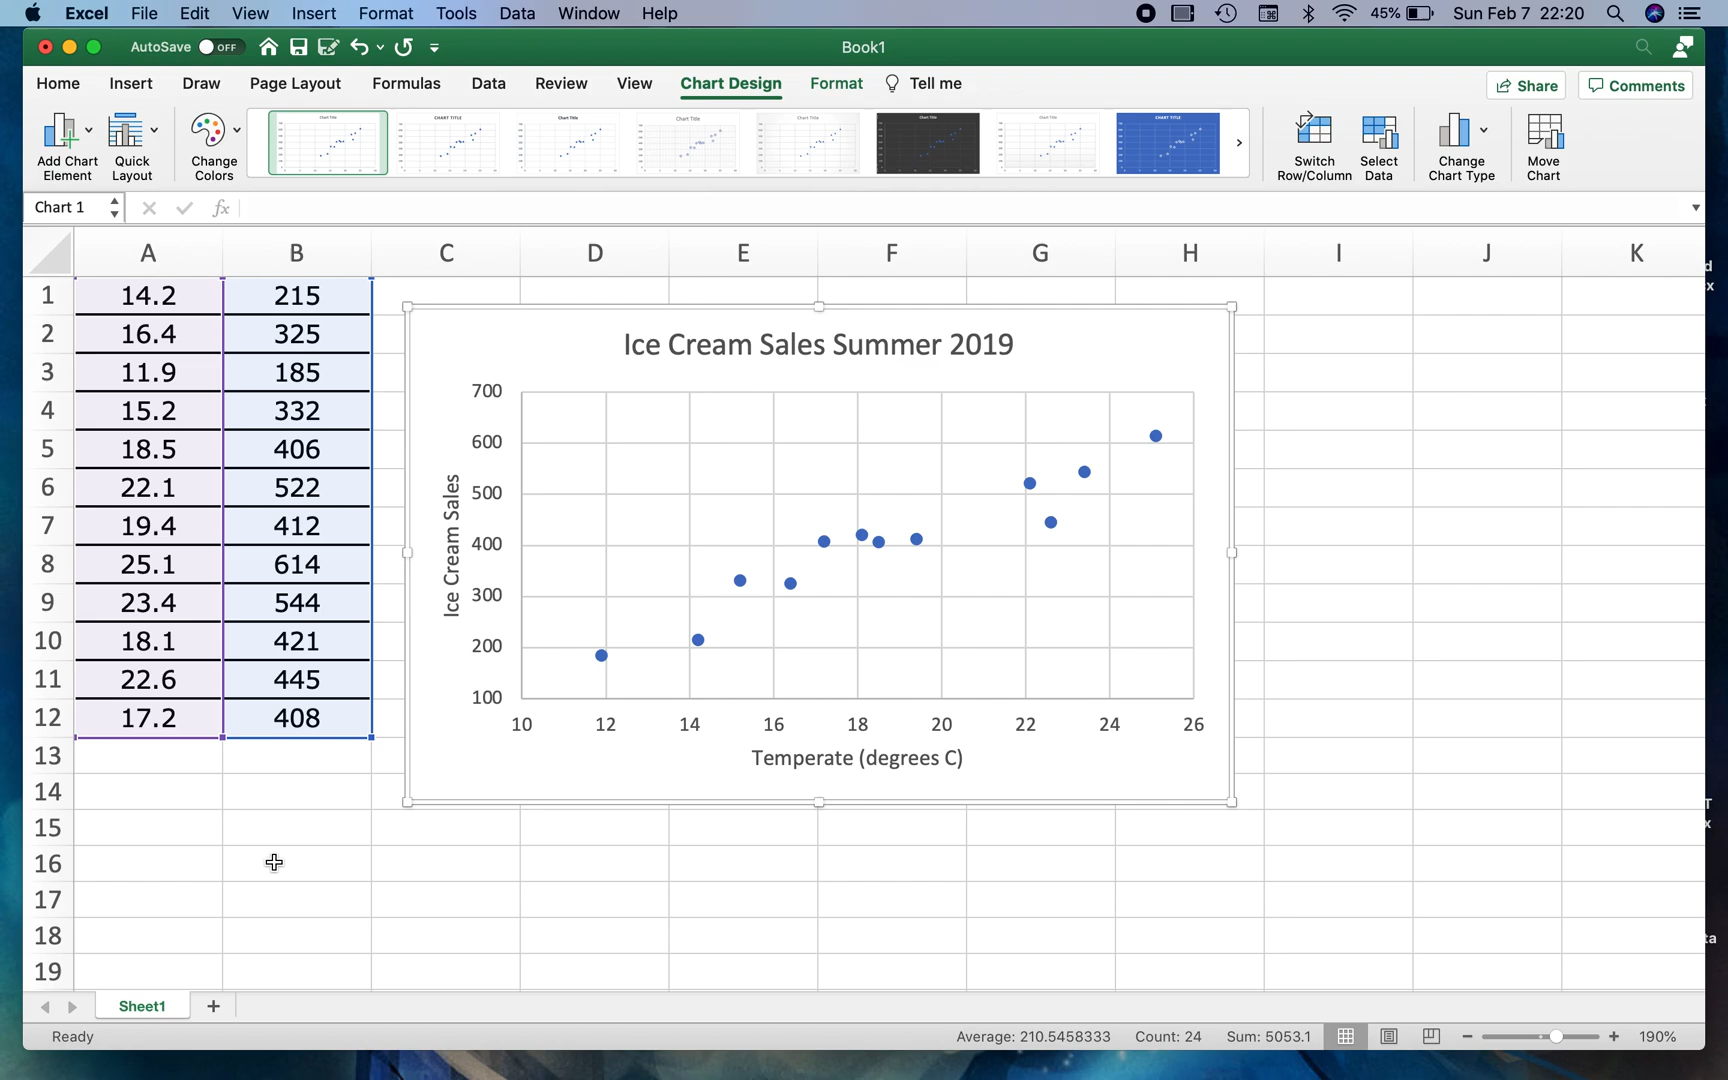 Excel File Edit View Insert Format Tools Data Window Help 45% Sun Feb 7 22:20
AutoSave OFF Book1
Home Insert Draw Page Layout Formulas Data Review View Chart Design Format Tell me Share Comments
Add Chart Element
Quick Layout
Change Colors
Switch Row/Column
Select Data
Change Chart Type
Move Chart
Chart 1 fx
A B C D E F G H I J K
1 14.2 215
2 16.4 325
3 11.9 185
4 15.2 332
5 18.5 406
6 22.1 522
7 19.4 412
8 25.1 614
9 23.4 544
10 18.1 421
11 22.6 445
12 17.2 408
13
14
15
16
17
18
19
Ice Cream Sales Summer 2019
Ice Cream Sales
700
600
500
400
300
200
100
10 12 14 16 18 20 22 24 26
Temperate (degrees C)
Sheet1
Ready Average: 210.5458333 Count: 24 Sum: 5053.1 190%